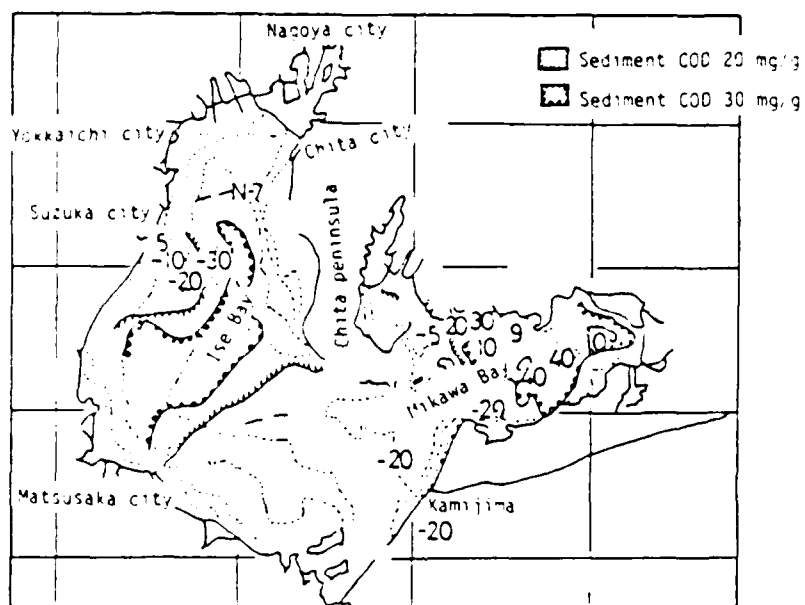 Nagoya city
Sediment COD 20 mg/g
Sediment COD 30 mg/g
Yokkaichi city
Chita city
N-7
Suzuka city
Chita peninsula
-5
-10 -30
-20
Ise Bay
-5 20 30 9
10
40
20
Mikawa Bay
-20
-20
Matsusaka city
Kamijima
-20